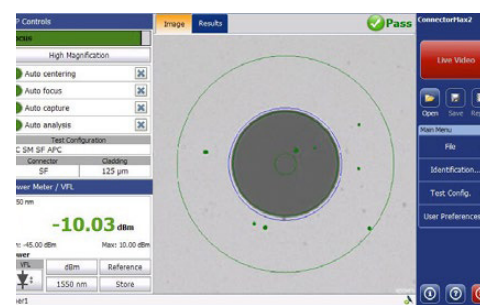 P Controls
ocus
High Magnification
Auto centering
Auto focus
Auto capture
Auto analysis
Test Configuration
C SM SF APC
Connector
Cladding
SF
125 µm
ower Meter / VFL
50 nm
-10.03 dBm
n: -45.00 dBm
Max: 10.00 dBm
ower
VFL
dBm
Reference
1550 nm
Store
ser1
Image
Results
Pass
ConnectorMax2
Live Video
Open
Save
Main Menu
File
Identification...
Test Config.
User Preferences